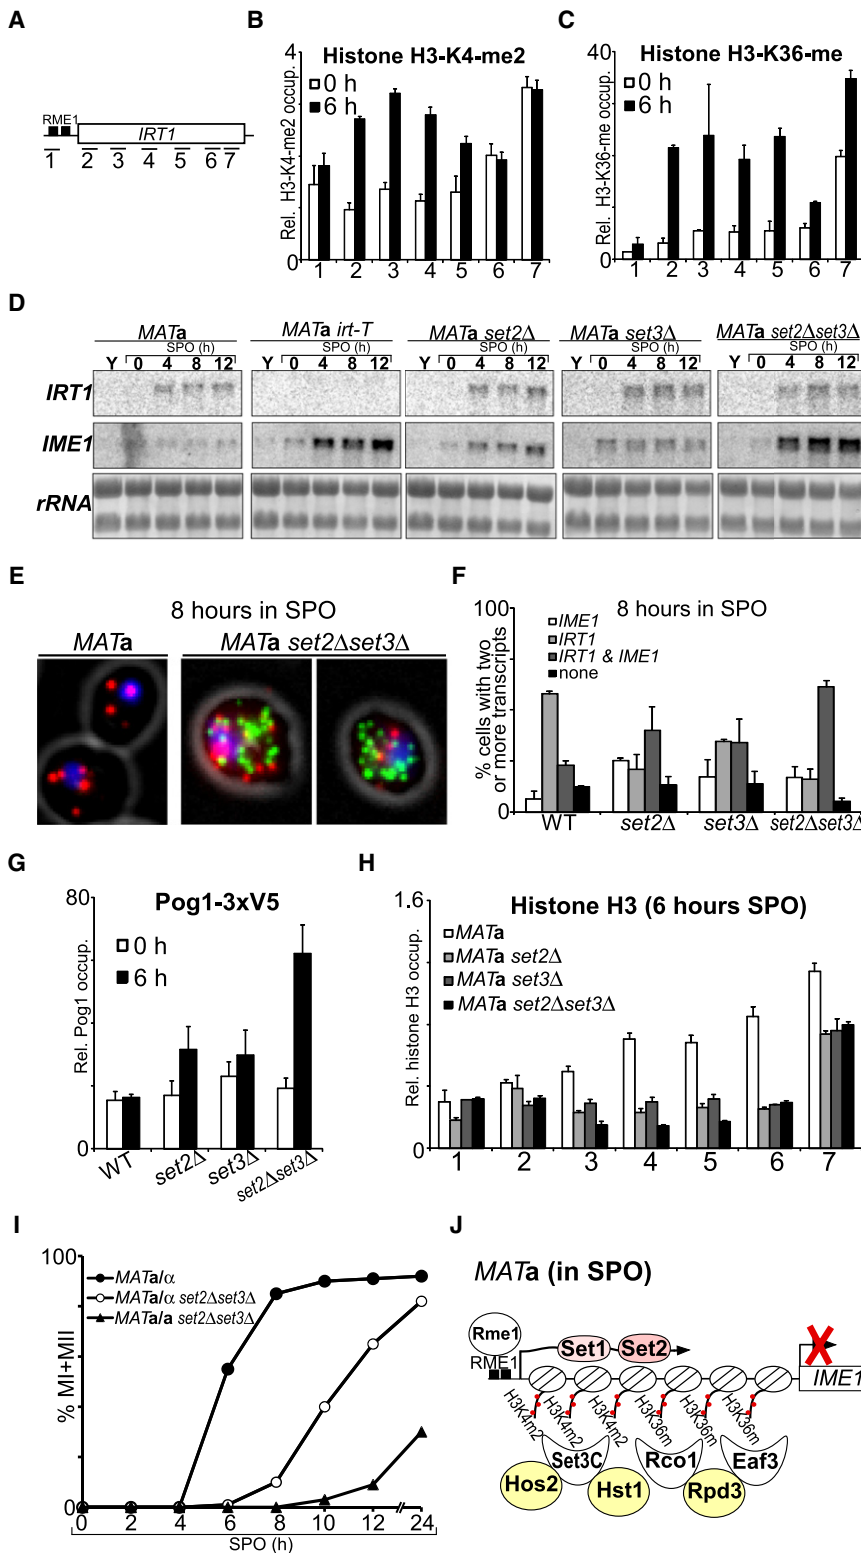 A
RME1
IRT1
1 2 3 4 5 6 7
B
Histone H3-K4-me2
0 h
6 h
Rel. H3-K4-me2 occup.
4
0
1 2 3 4 5 6 7
C
Histone H3-K36-me
0 h
6 h
Rel. H3-K36-me occup.
40
0
1 2 3 4 5 6 7
D
MATa
SPO (h)
Y 0 4 8 12
MATa irt-T
SPO (h)
Y 0 4 8 12
MATa set2Δ
SPO (h)
Y 0 4 8 12
MATa set3Δ
SPO (h)
Y 0 4 8 12
MATa set2Δset3Δ
SPO (h)
Y 0 4 8 12
IRT1
IME1
rRNA
E
8 hours in SPO
MATa
MATa set2Δset3Δ
F
8 hours in SPO
IME1
IRT1
IRT1 & IME1
none
% cells with two
or more transcripts
100
0
WT set2Δ set3Δ set2Δset3Δ
G
Pog1-3xV5
0 h
6 h
Rel. Pog1 occup.
80
0
WT set2Δ set3Δ set2Δset3Δ
H
Histone H3 (6 hours SPO)
MATa
MATa set2Δ
MATa set3Δ
MATa set2Δset3Δ
Rel. histone H3 occup.
1.6
0
1 2 3 4 5 6 7
I
MATa/α
MATa/α set2Δset3Δ
MATa/a set2Δset3Δ
% MI+MII
100
0
0 2 4 6 8 10 12 24
SPO (h)
J
MATa (in SPO)
Rme1
RME1
Set1
Set2
IME1
H3K4m2
H3K4m2
H3K4m2
H3K36m
H3K36m
H3K36m
Set3C
Rco1
Eaf3
Hos2
Hst1
Rpd3